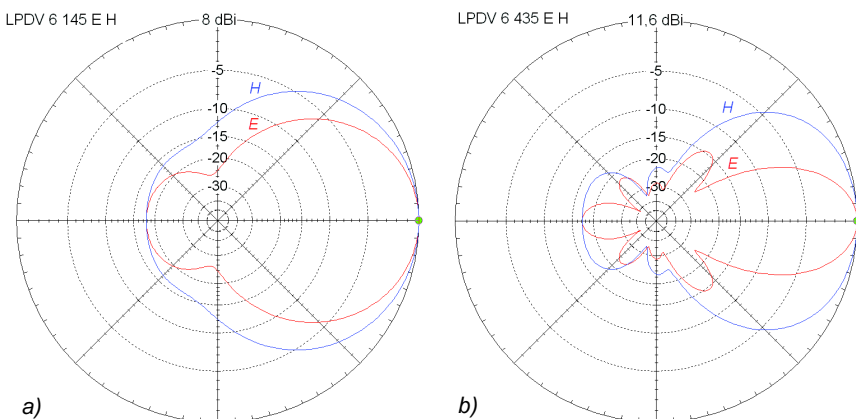 LPDV 6 145 E H
8 dBi
-5
-10
-15
-20
-30
H
E
a)
LPDV 6 435 E H
11,6 dBi
-5
-10
-15
-20
-30
H
E
b)